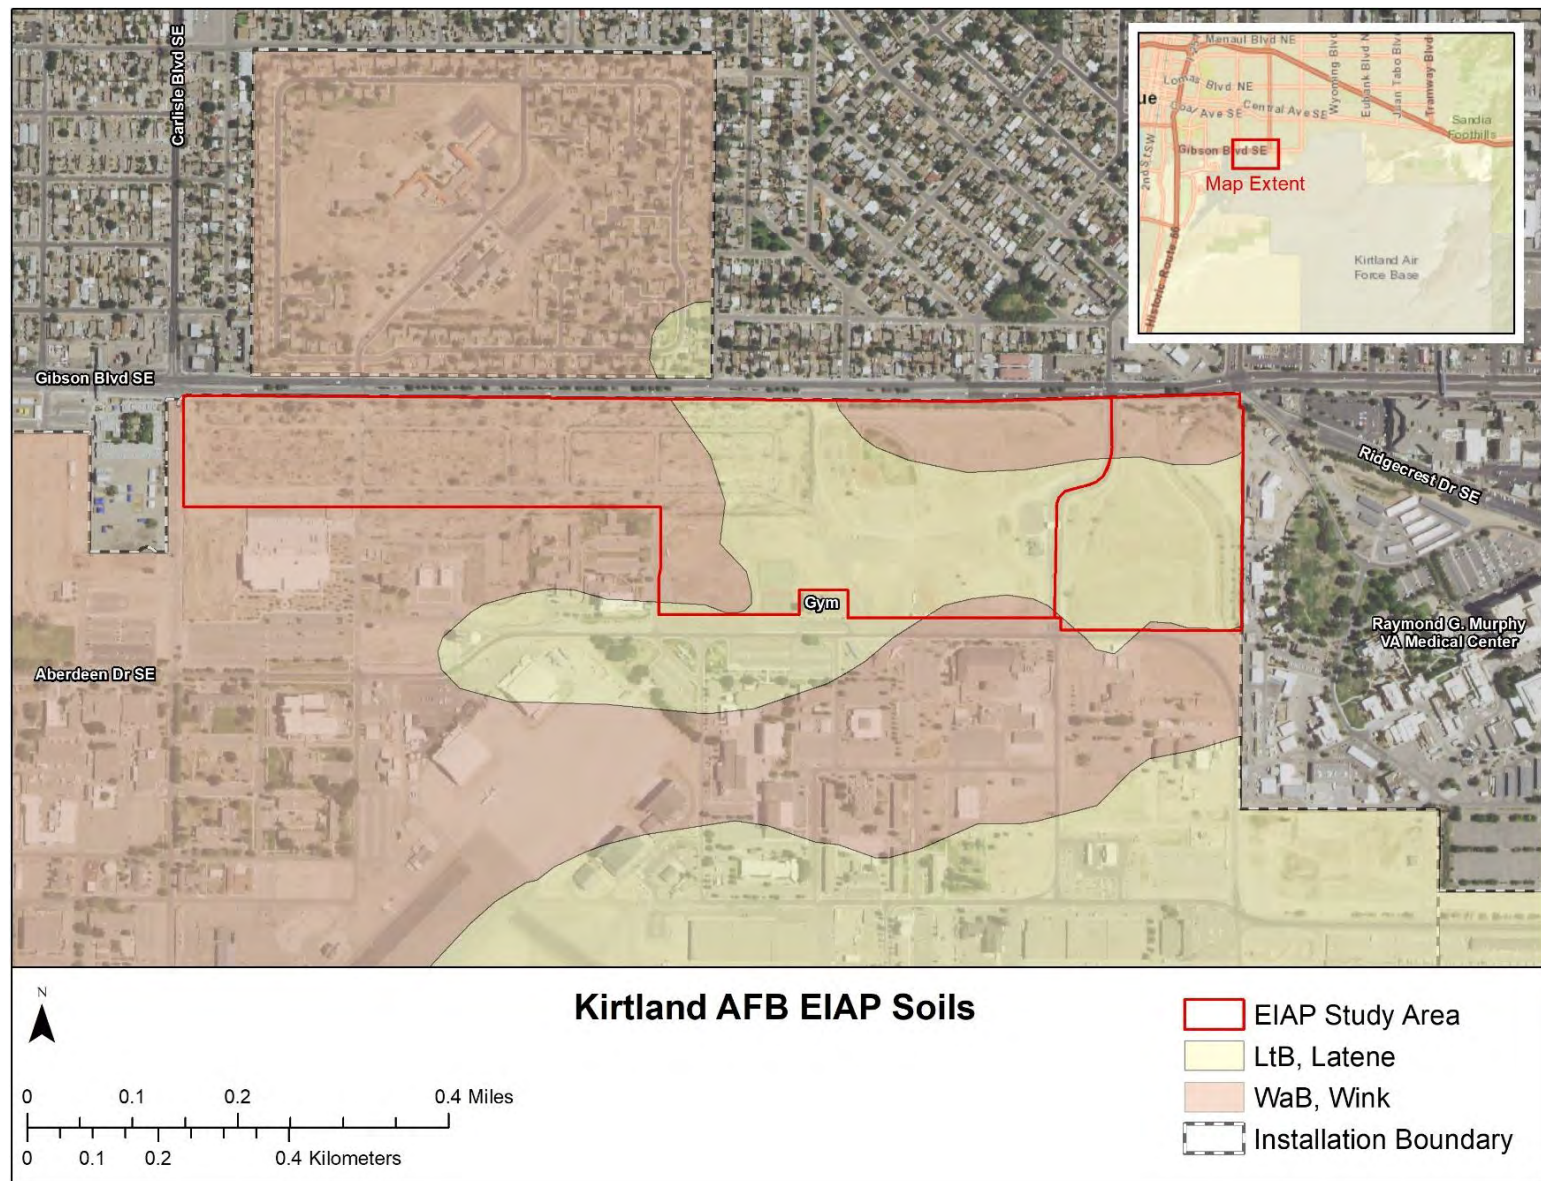 Carlisle Blvd SE
Gibson Blvd SE
Aberdeen Dr SE
Gym
Ridgecrest Dr SE
Raymond G. Murphy
VA Medical Center
Menaul Blvd NE
Lomas Blvd NE
ue
Coal Ave SE
Central Ave SE
Wyoming Blvd
Eubank Blvd N
Juan Tabo Blv
Tramway Blvd
Sandia
Foothills
2nd St SW
Gibson Blvd SE
Map Extent
Historic Route 66
Kirtland Air
Force Base
Kirtland AFB EIAP Soils
N
0 0.1 0.2 0.4 Miles
0 0.1 0.2 0.4 Kilometers
EIAP Study Area
LtB, Latene
WaB, Wink
Installation Boundary